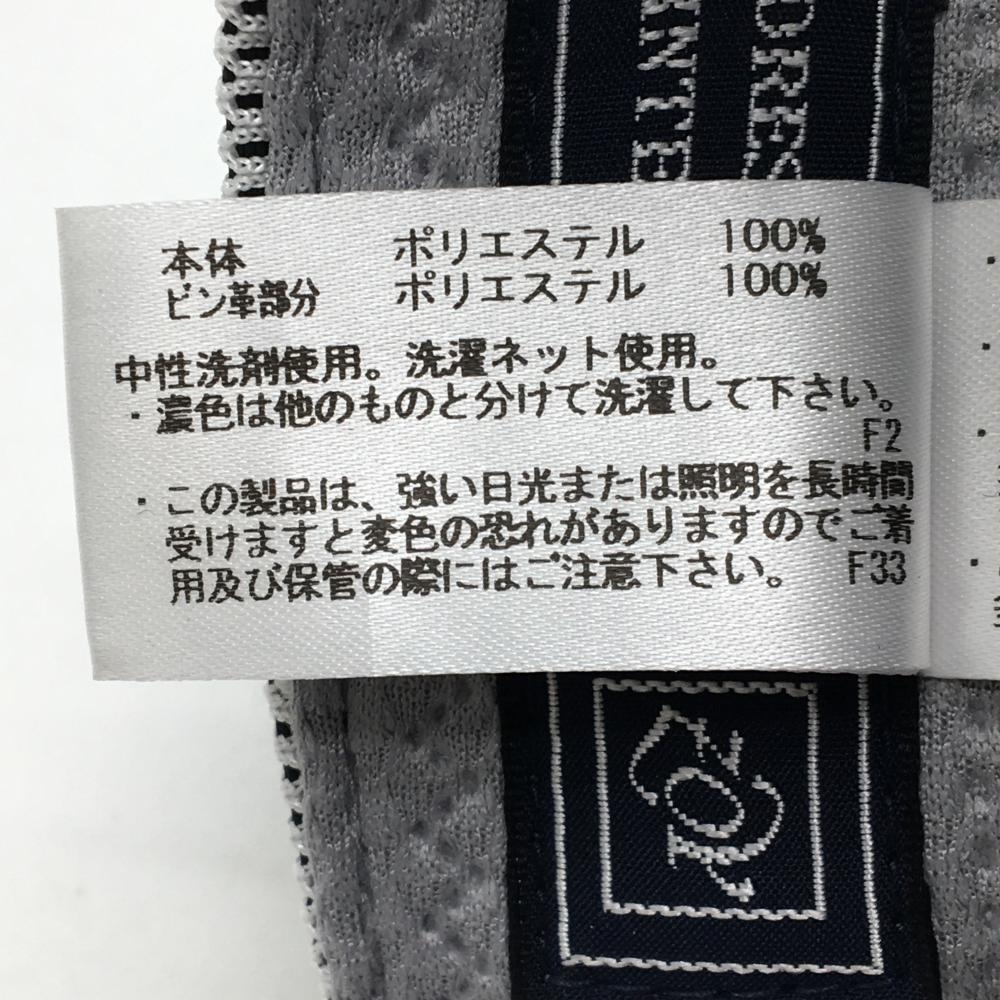 本体 ポリエステル 100%
ビン革部分 ポリエステル 100%
中性洗剤使用。洗濯ネット使用。
・濃色は他のものと分けて洗濯して下さい。
F2
・この製品は、強い日光または照明を長時間
受けますと変色の恐れがありますのでご着
用及び保管の際にはご注意下さい。 F33